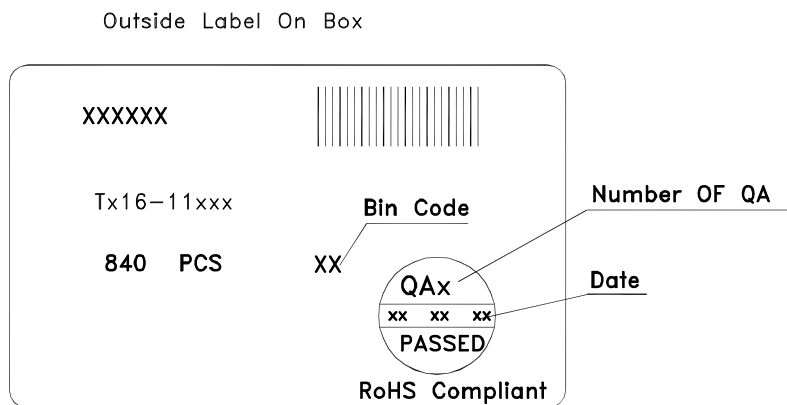 Outside Label On Box
XXXXXX
Tx16-11xxx
Bin Code
Number OF QA
840 PCS
XX
QAx
Date
xx xx xx
PASSED
RoHS Compliant